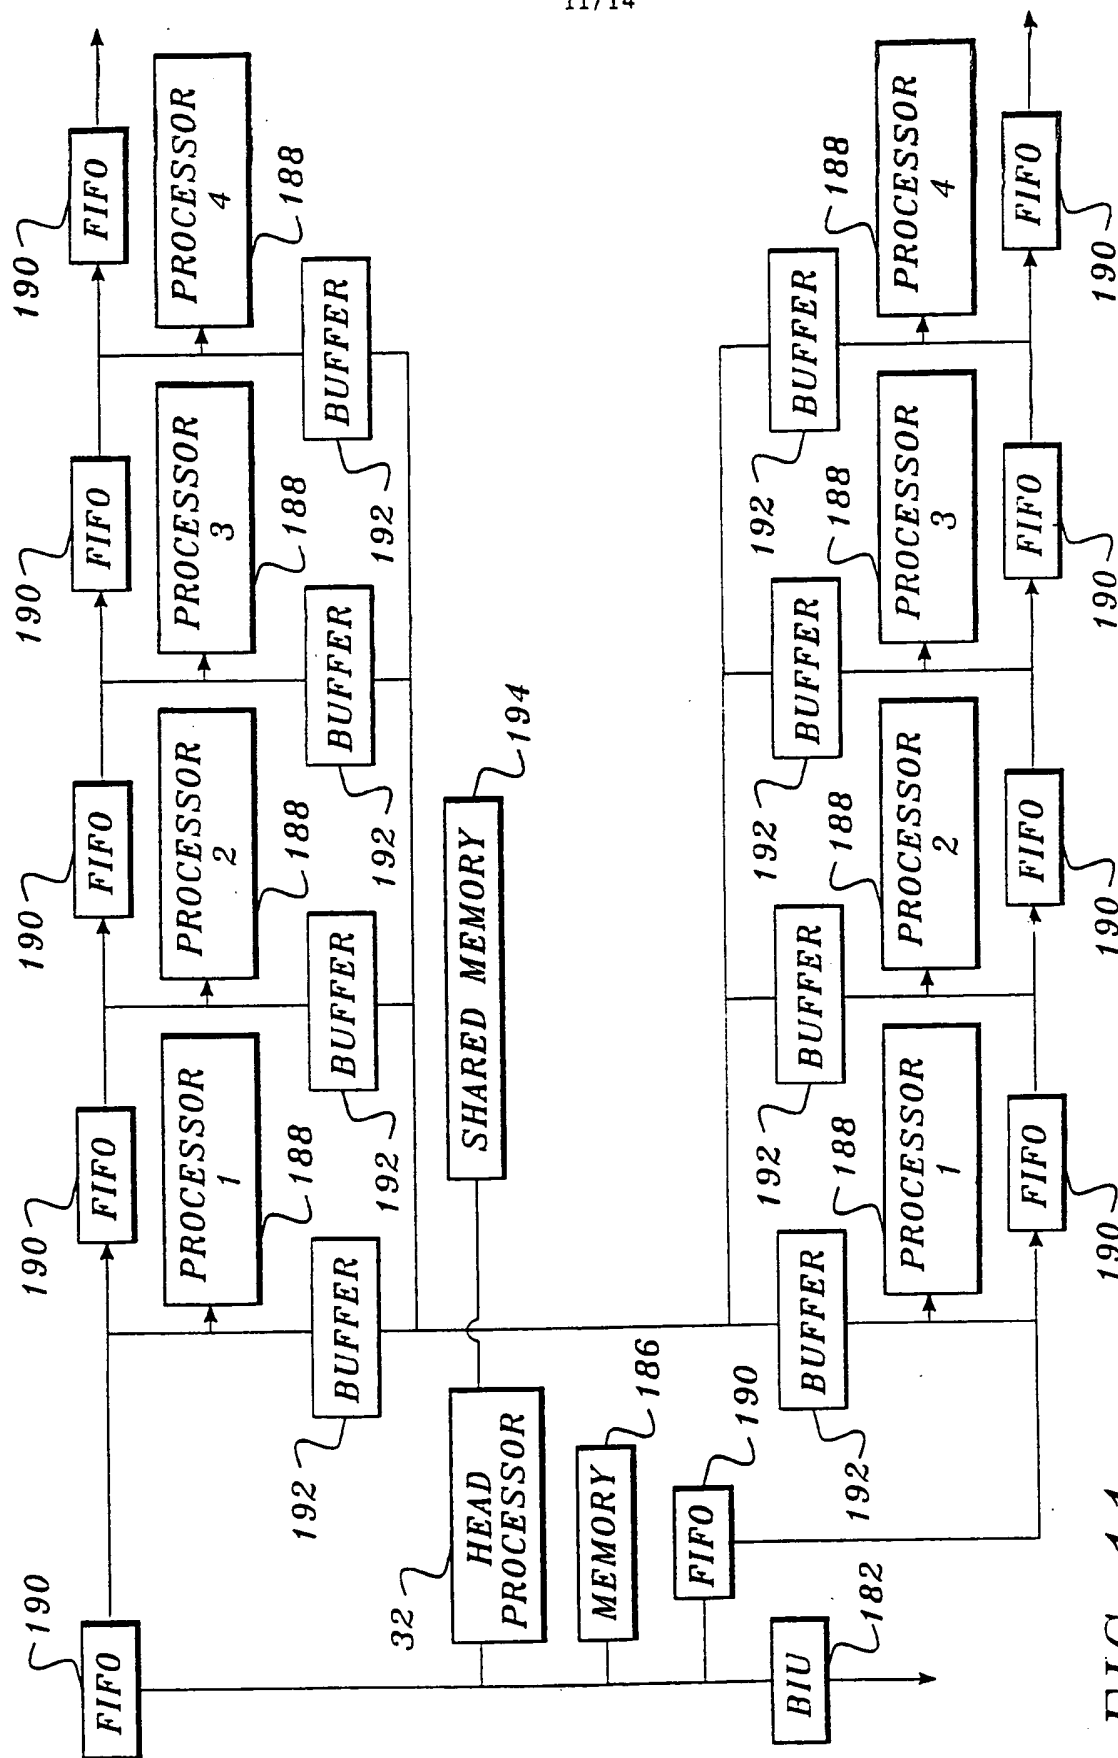 11/14
190
190
190
190
190
FIFO
FIFO
FIFO
FIFO
FIFO
PROCESSOR
1
PROCESSOR
2
PROCESSOR
3
PROCESSOR
4
188
188
188
188
192
BUFFER
BUFFER
BUFFER
BUFFER
192
192
192
32
HEAD
PROCESSOR
SHARED MEMORY
194
MEMORY
186
FIFO
190
192
192
192
BIU
182
BUFFER
BUFFER
BUFFER
BUFFER
192
188
188
188
188
PROCESSOR
1
PROCESSOR
2
PROCESSOR
3
PROCESSOR
4
FIFO
FIFO
FIFO
FIFO
190
190
190
190
FIG. 11